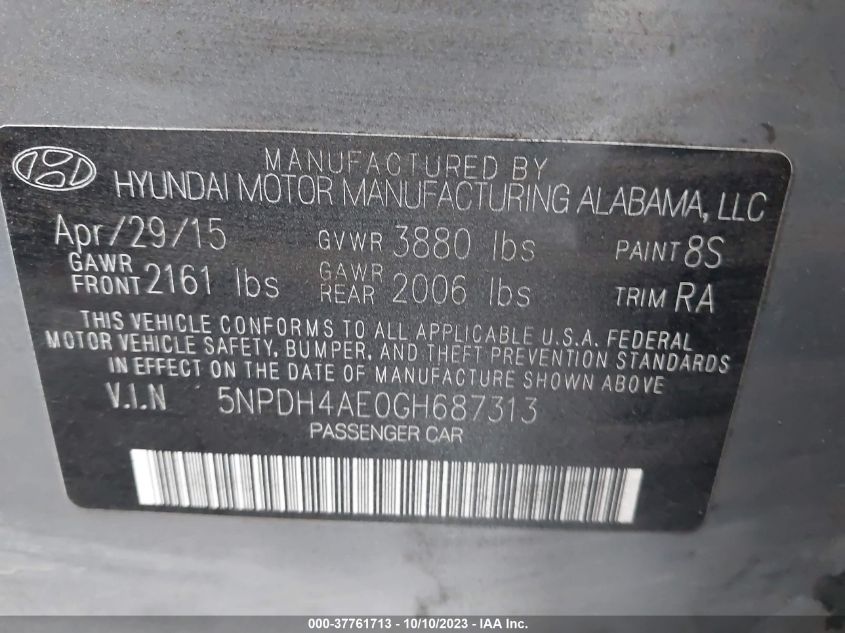 MANUFACTURED BY
HYUNDAI MOTOR MANUFACTURING ALABAMA, LLC
Apr/29/15 GVWR 3880 lbs PAINT 8S
GAWR FRONT 2161 lbs GAWR REAR 2006 lbs TRIM RA
THIS VEHICLE CONFORMS TO ALL APPLICABLE U.S.A. FEDERAL
MOTOR VEHICLE SAFETY, BUMPER, AND THEFT PREVENTION STANDARDS
IN EFFECT ON THE DATE OF MANUFACTURE SHOWN ABOVE
V.I.N 5NPDH4AE0GH687313
PASSENGER CAR
000-37761713 - 10/10/2023 - IAA Inc.